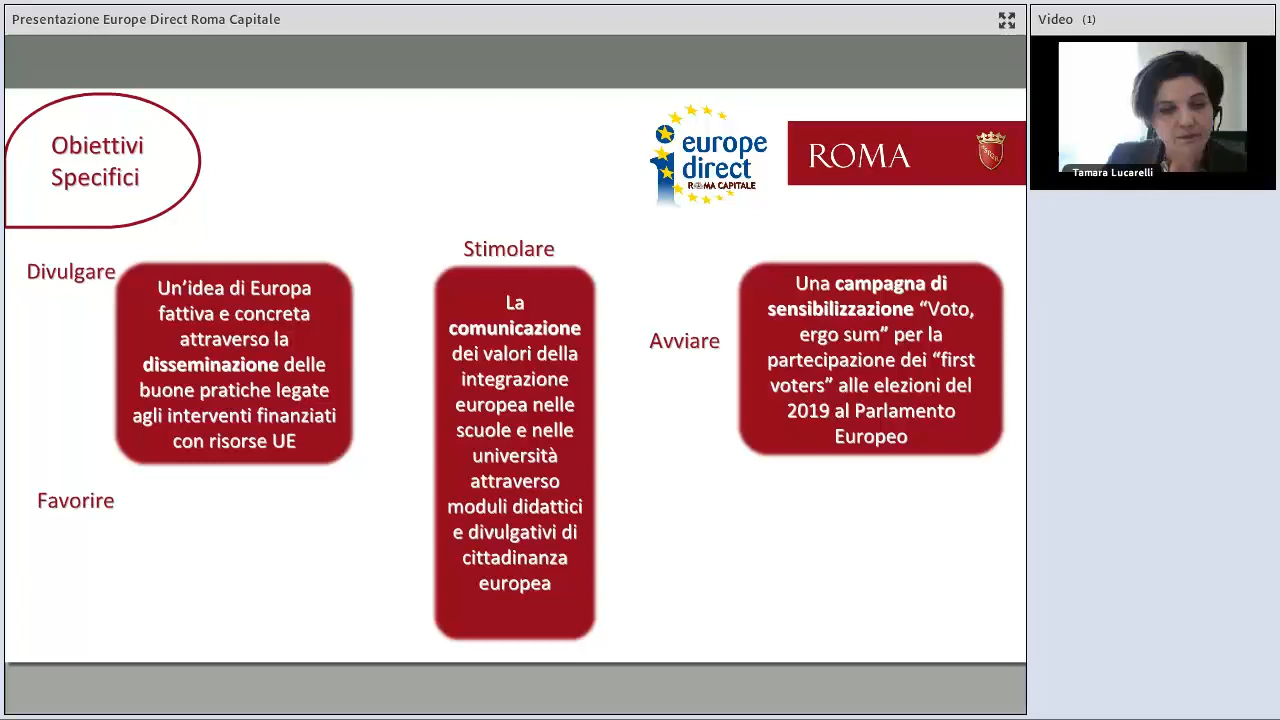 Presentazione Europe Direct Roma Capitale
Video (1)
Tamara Lucarelli
Obiettivi
Specifici
europe
direct
ROMA CAPITALE
ROMA
SPQR
Divulgare
Un’idea di Europa
fattiva e concreta
attraverso la
disseminazione delle
buone pratiche legate
agli interventi finanziati
con risorse UE
Favorire
Stimolare
La
comunicazione
dei valori della
integrazione
europea nelle
scuole e nelle
università
attraverso
moduli didattici
e divulgativi di
cittadinanza
europea
Avviare
Una campagna di
sensibilizzazione “Voto,
ergo sum” per la
partecipazione dei “first
voters” alle elezioni del
2019 al Parlamento
Europeo